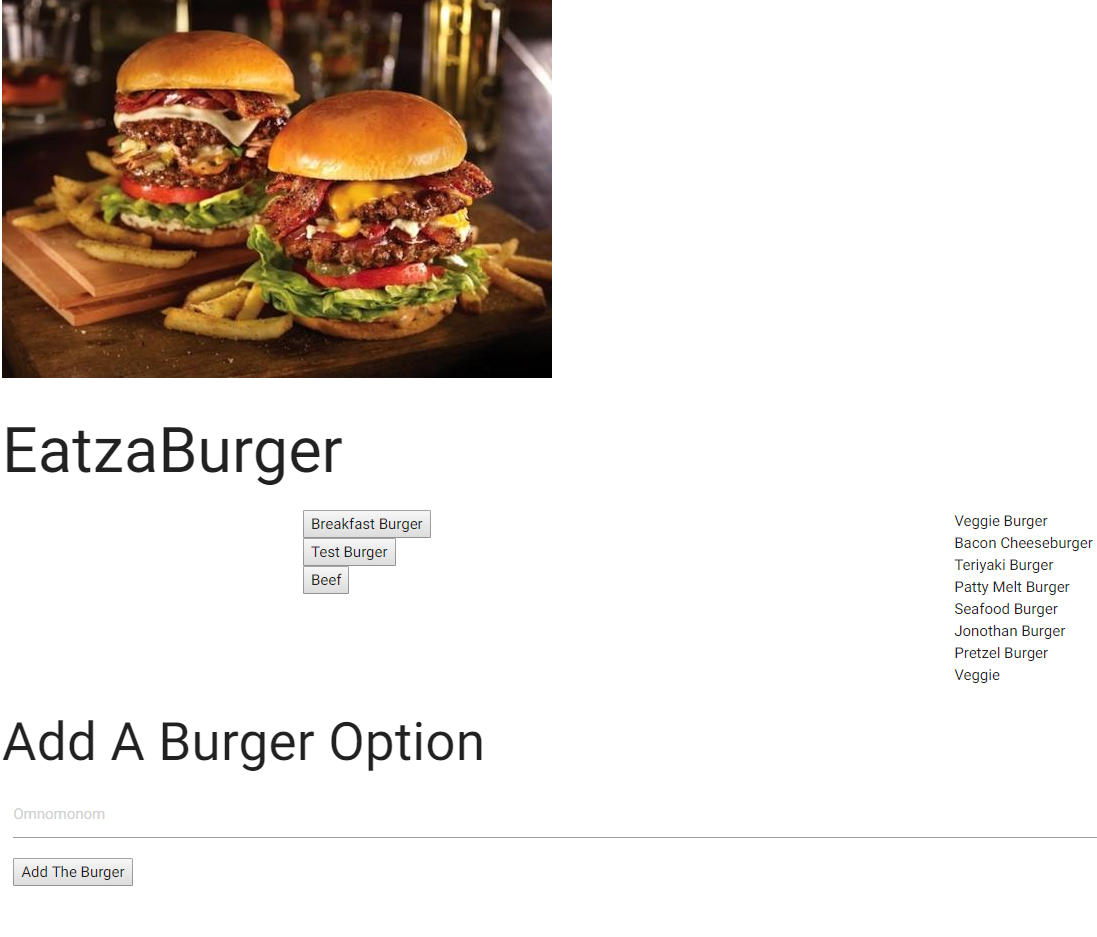 EatzaBurger
Breakfast Burger
Test Burger
Beef
Veggie Burger
Bacon Cheeseburger
Teriyaki Burger
Patty Melt Burger
Seafood Burger
Jonothan Burger
Pretzel Burger
Veggie
Add A Burger Option
Omnomonom
Add The Burger